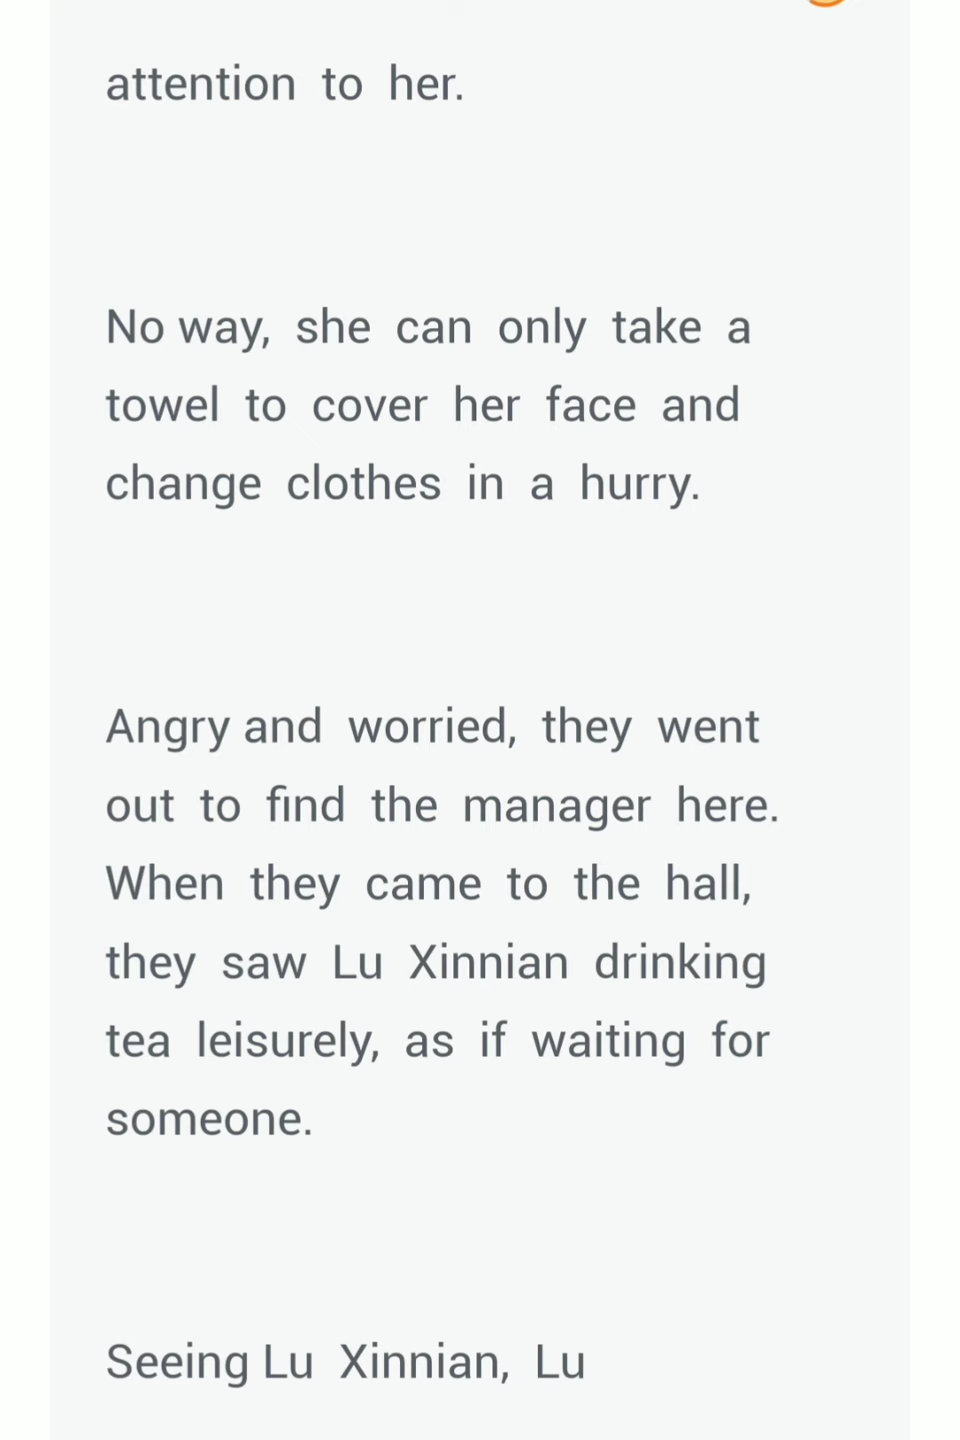 attention to her.
No way, she can only take a
towel to cover her face and
change clothes in a hurry.
Angry and worried, they went
out to find the manager here.
When they came to the hall,
they saw Lu Xinnian drinking
tea leisurely, as if waiting for
someone.
Seeing Lu Xinnian, Lu